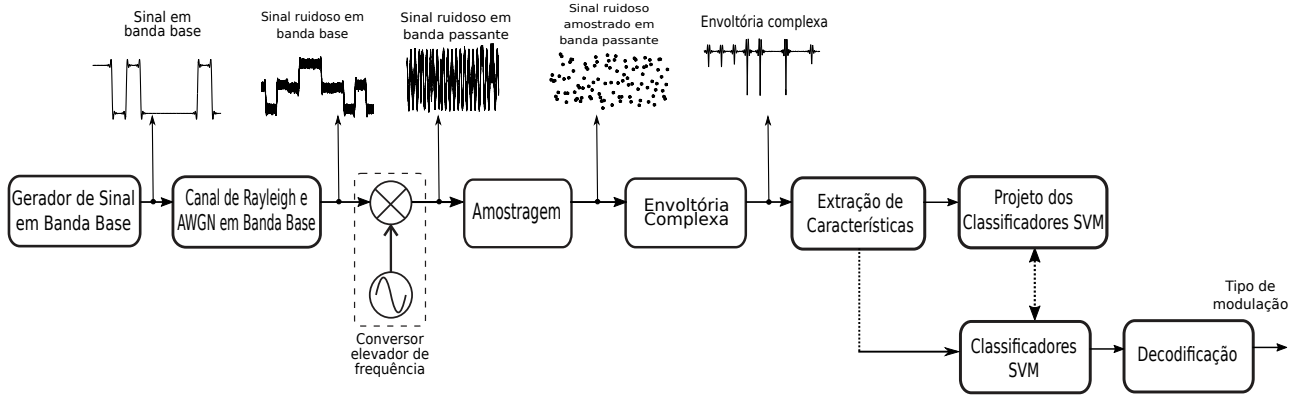 Sinal em
banda base
Sinal ruidoso em
banda base
Sinal ruidoso em
banda passante
Sinal ruidoso
amostrado em
banda passante
Envoltória complexa
Gerador de Sinal
em Banda Base
Canal de Rayleigh e
AWGN em Banda Base
Amostragem
Envoltória
Complexa
Extração de
Características
Projeto dos
Classificadores SVM
Conversor
elevador de
frequência
Classificadores
SVM
Decodificação
Tipo de
modulação